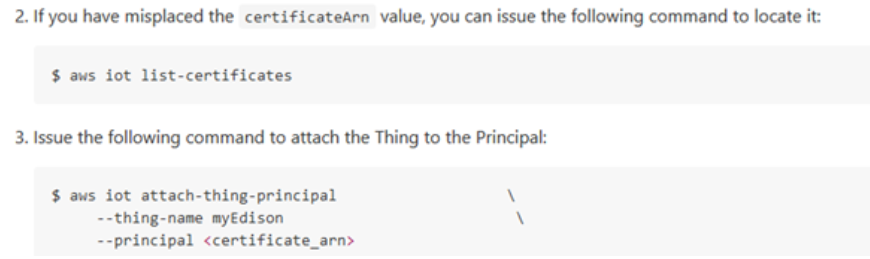 2. If you have misplaced the certificateArn value, you can issue the following command to locate it:
$ aws iot list-certificates
3. Issue the following command to attach the Thing to the Principal:
$ aws iot attach-thing-principal \
--thing-name myEdison \
--principal <certificate_arn>